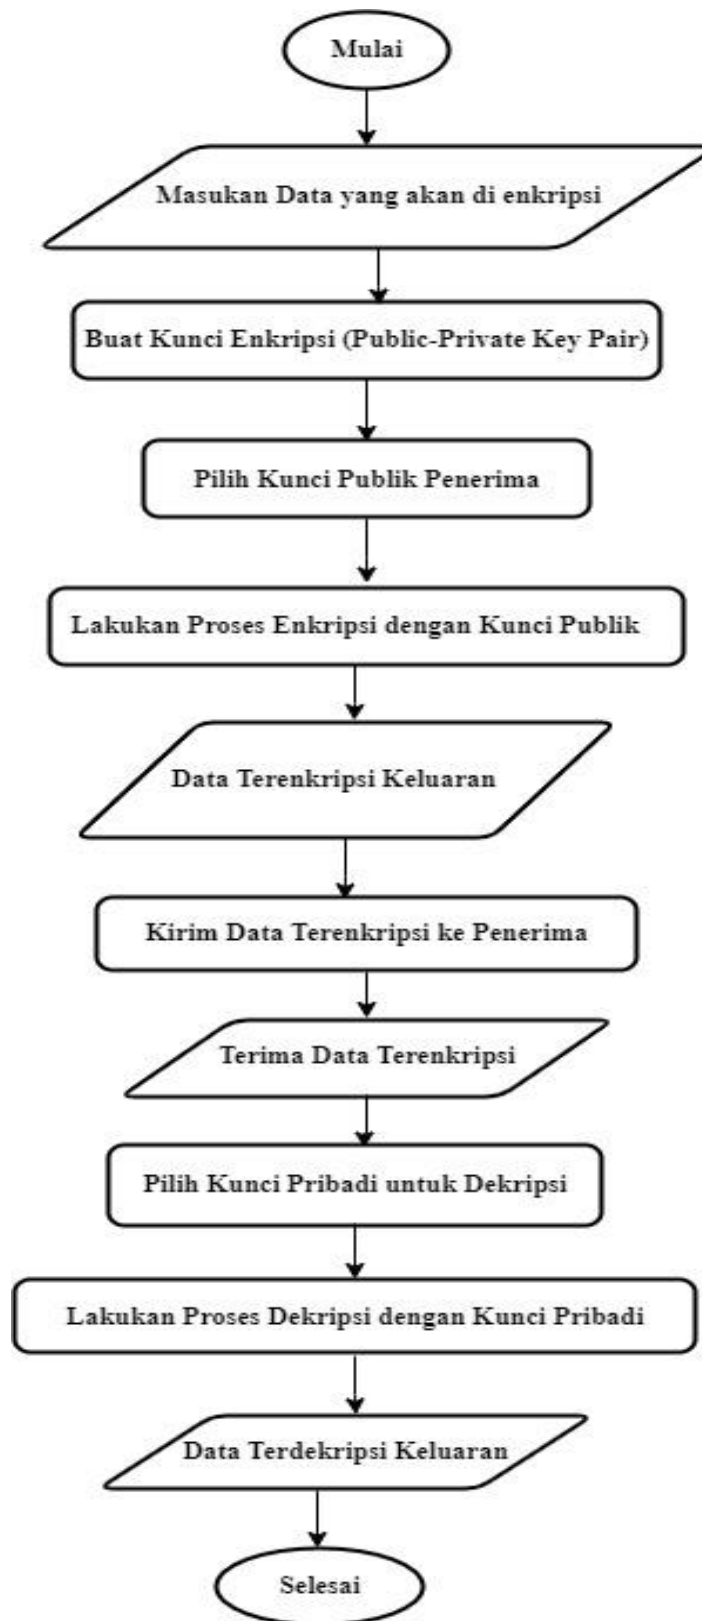 Mulai
Masukan Data yang akan di enkripsi
Buat Kunci Enkripsi (Public-Private Key Pair)
Pilih Kunci Publik Penerima
Lakukan Proses Enkripsi dengan Kunci Publik
Data Terenkripsi Keluaran
Kirim Data Terenkripsi ke Penerima
Terima Data Terenkripsi
Pilih Kunci Pribadi untuk Dekripsi
Lakukan Proses Dekripsi dengan Kunci Pribadi
Data Terdekripsi Keluaran
Selesai